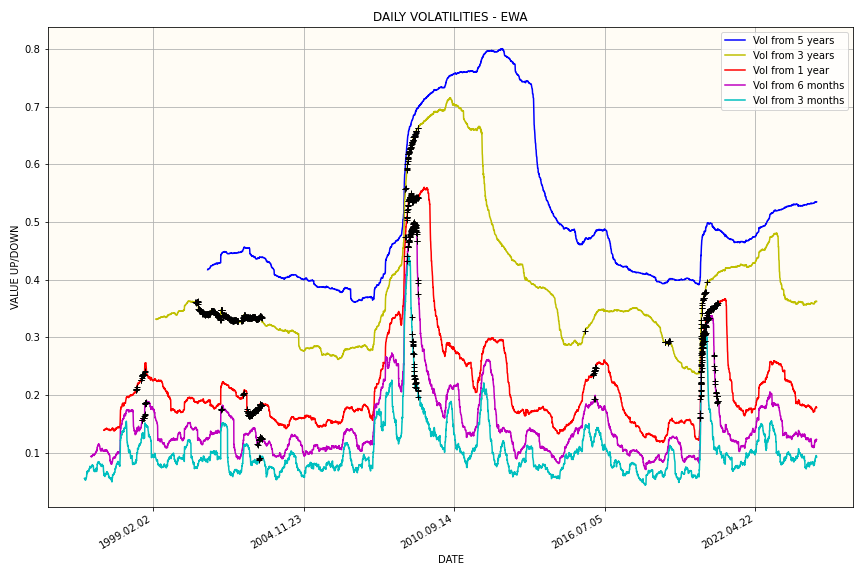 DAILY VOLATILITIES - EWA
Vol from 5 years
Vol from 3 years
Vol from 1 year
Vol from 6 months
Vol from 3 months
VALUE UP/DOWN
0.8
0.7
0.6
0.5
0.4
0.3
0.2
0.1
1999.02.02
2004.11.23
2010.09.14
2016.07.05
2022.04.22
DATE